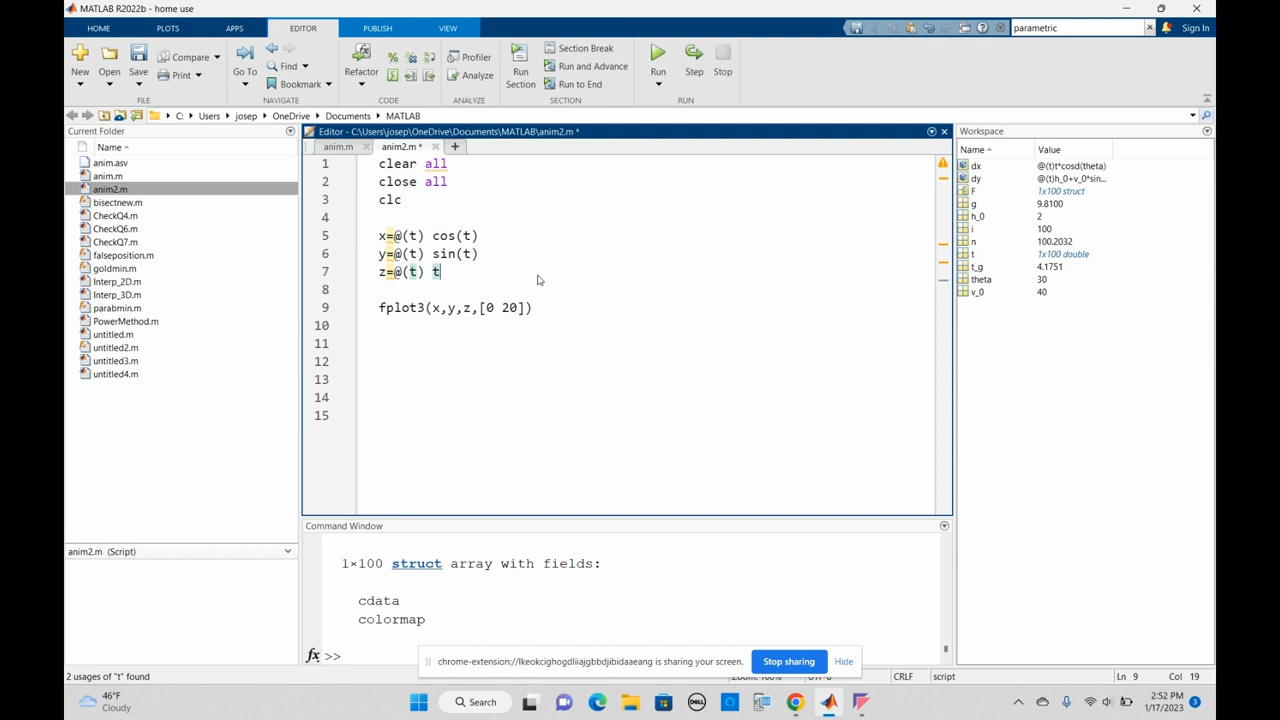 MATLAB R2022b - home use
HOME PLOTS APPS EDITOR PUBLISH VIEW parametric Sign In
New Open Save Compare Print Go To Find Bookmark Refactor Profiler Analyze Run Section Section Break Run and Advance Run to End Run Step Stop
FILE NAVIGATE CODE ANALYZE SECTION RUN
C: Users josep OneDrive Documents MATLAB
Current Folder
Name
anim.asv
anim.m
anim2.m
bisectnew.m
CheckQ4.m
CheckQ6.m
CheckQ7.m
falseposition.m
goldmin.m
Interp_2D.m
Interp_3D.m
parabmin.m
PowerMethod.m
untitled.m
untitled2.m
untitled3.m
untitled4.m
anim2.m (Script)
Editor - C:\Users\josep\OneDrive\Documents\MATLAB\anim2.m *
anim.m anim2.m * +
1 clear all
2 close all
3 clc
4
5 x=@(t) cos(t)
6 y=@(t) sin(t)
7 z=@(t) t
8
9 fplot3(x,y,z,[0 20])
10
11
12
13
14
15
Command Window
1×100 struct array with fields:
cdata
colormap
fx >>
Workspace
Name Value
dx @(t)t*cosd(theta)
dy @(t)h_0+v_0*sin...
F 1x100 struct
g 9.8100
h_0 2
i 100
n 100.2032
t 1x100 double
t_g 4.1751
theta 30
v_0 40
chrome-extension://lkeokcighogdliiajgbbdjibidaaeang is sharing your screen. Stop sharing Hide
2 usages of "t" found CRLF script Ln 9 Col 19
46°F
Cloudy
Search
DELL
2:52 PM
1/17/2023
3